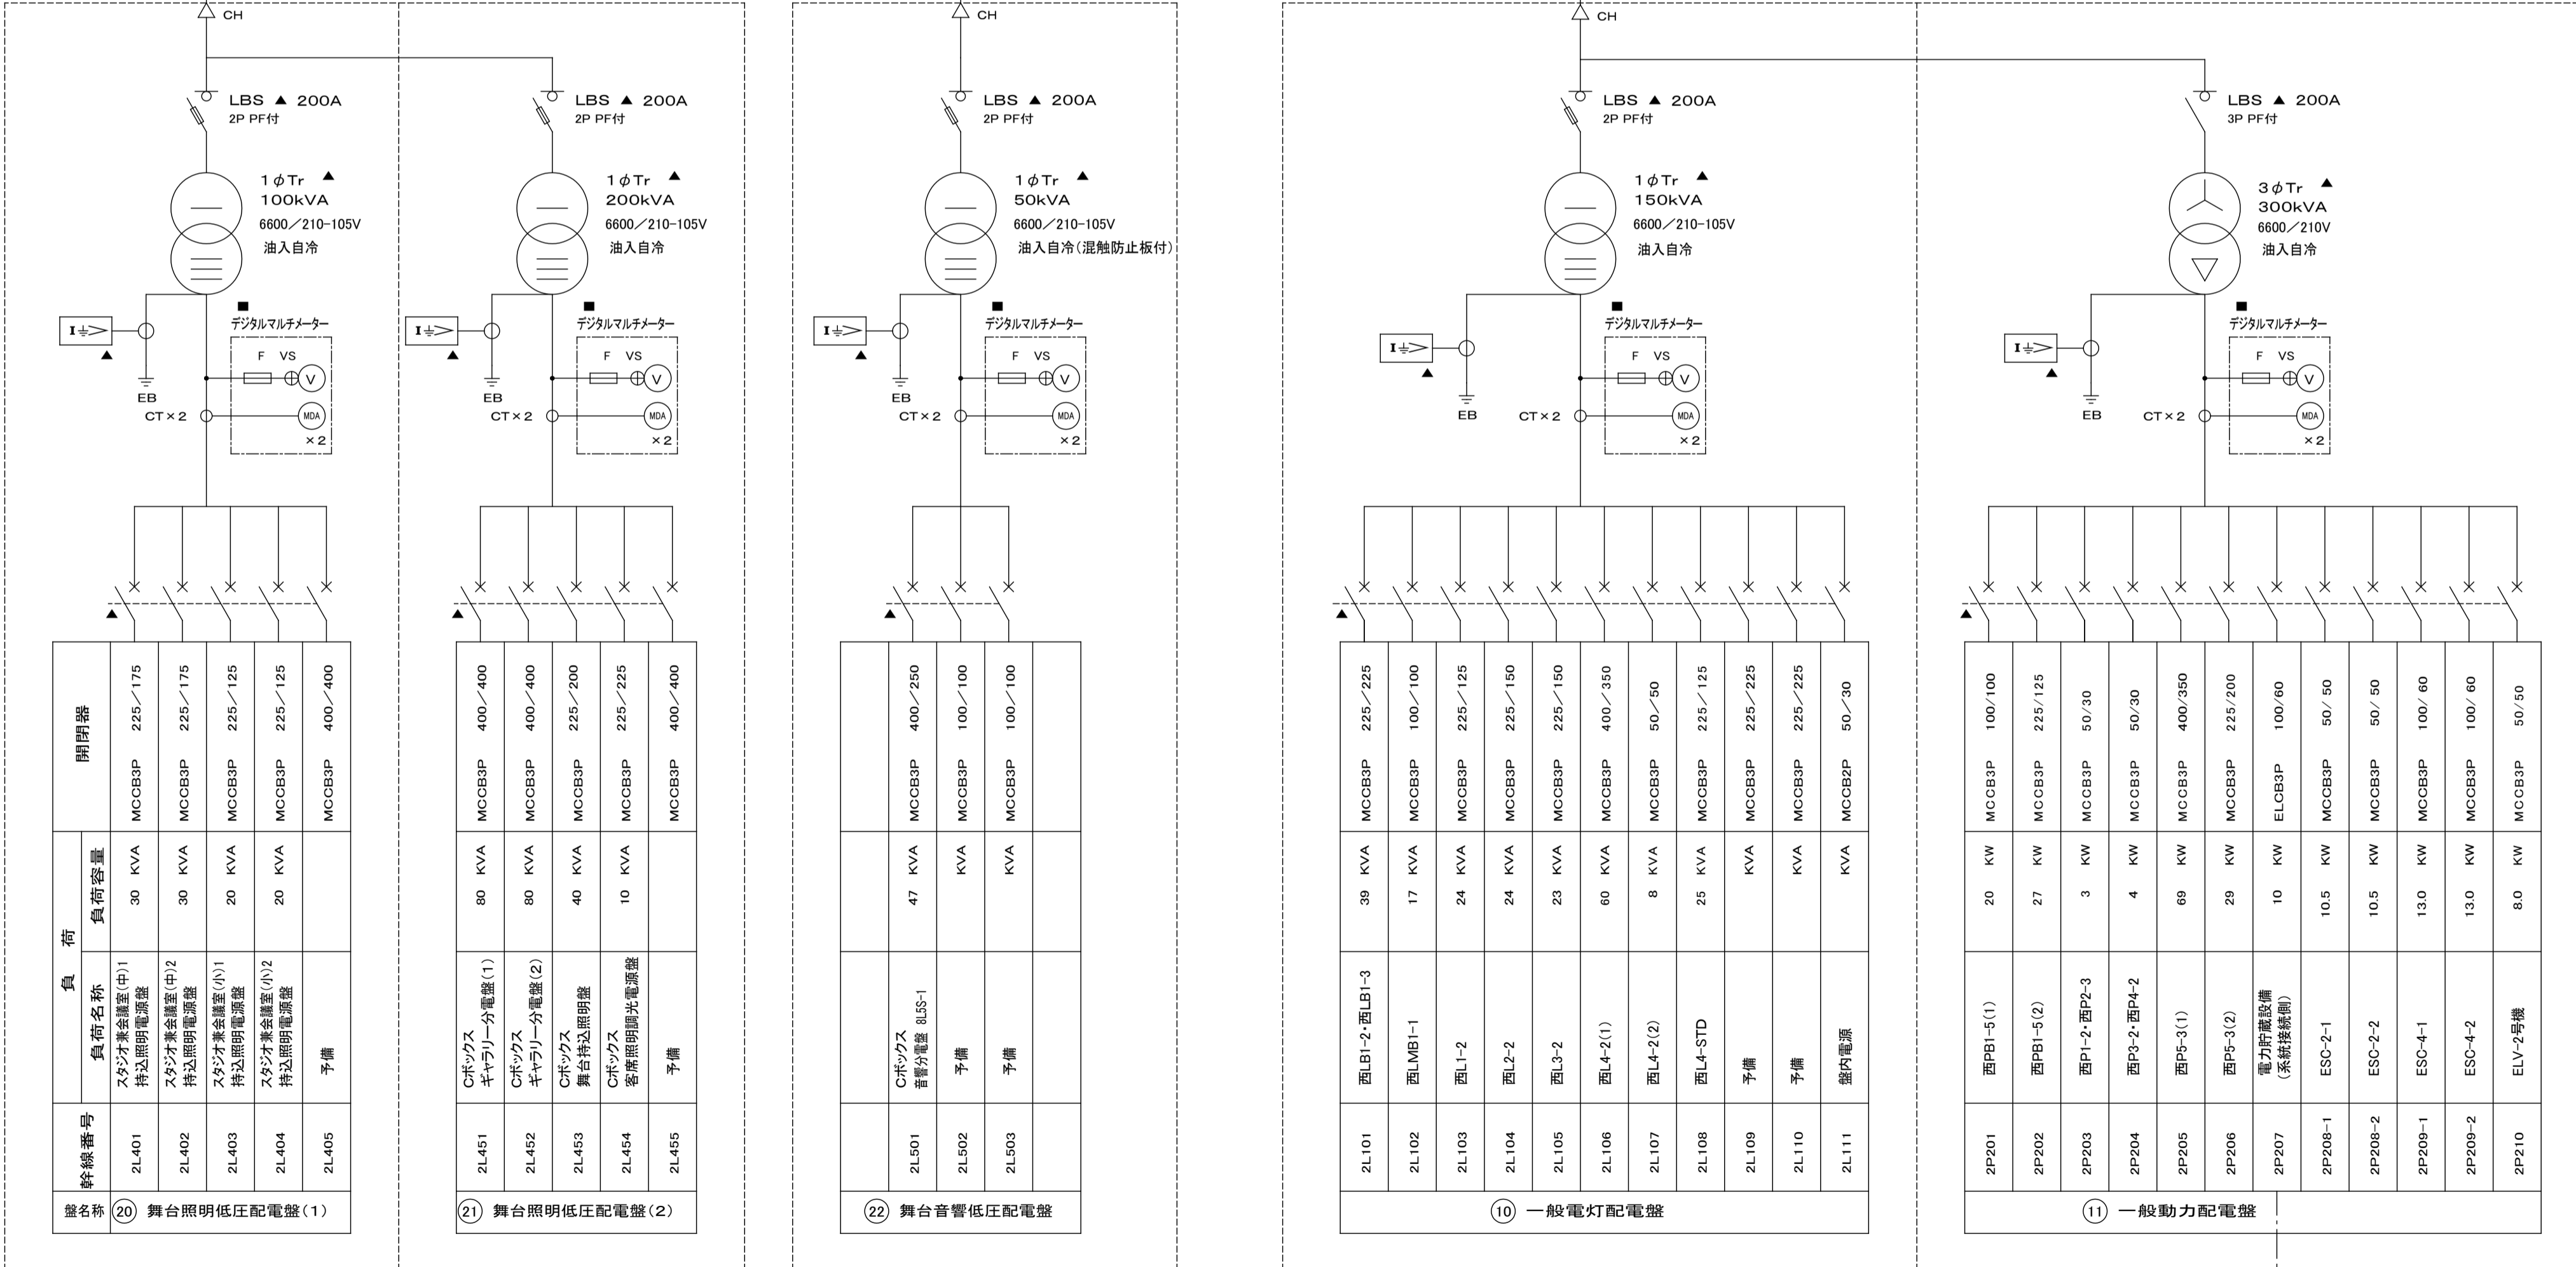 CH
LBS ▲ 200A
2P PF付
1φTr ▲
100kVA
6600／210-105V
油入自冷
I
▲
EB
■
デジタルマルチメーター
F VS
V
CT×2
MDA
×2
LBS ▲ 200A
2P PF付
1φTr ▲
200kVA
6600／210-105V
油入自冷
I
▲
EB
■
デジタルマルチメーター
F VS
V
CT×2
MDA
×2
CH
LBS ▲ 200A
2P PF付
1φTr ▲
50kVA
6600／210-105V
油入自冷(混触防止板付)
I
▲
EB
■
デジタルマルチメーター
F VS
V
CT×2
MDA
×2
CH
LBS ▲ 200A
2P PF付
1φTr ▲
150kVA
6600／210-105V
油入自冷
I
▲
EB
■
デジタルマルチメーター
F VS
V
CT×2
MDA
×2
LBS ▲ 200A
3P PF付
3φTr ▲
300kVA
6600／210V
油入自冷
I
▲
EB
■
デジタルマルチメーター
F VS
V
CT×2
MDA
×2
▲
開閉器
負荷
負荷容量
負荷名称
幹線番号
盤名称
MCCB3P 225／175
30 KVA
スタジオ兼会議室(中)1
持込照明電源盤
2L401
MCCB3P 225／175
30 KVA
スタジオ兼会議室(中)2
持込照明電源盤
2L402
MCCB3P 225／125
20 KVA
スタジオ兼会議室(小)1
持込照明電源盤
2L403
MCCB3P 225／125
20 KVA
スタジオ兼会議室(小)2
持込照明電源盤
2L404
MCCB3P 400／400
予備
2L405
⑳ 舞台照明低圧配電盤(1)
▲
MCCB3P 400／400
80 KVA
Cボックス
ギャラリー分電盤(1)
2L451
MCCB3P 400／400
80 KVA
Cボックス
ギャラリー分電盤(2)
2L452
MCCB3P 225／200
40 KVA
Cボックス
舞台持込照明盤
2L453
MCCB3P 225／225
10 KVA
Cボックス
客席照明調光電源盤
2L454
MCCB3P 400／400
予備
2L455
㉑ 舞台照明低圧配電盤(2)
▲
MCCB3P 400／250
47 KVA
Cボックス
音響分電盤 8L5S-1
2L501
MCCB3P 100／100
KVA
予備
2L502
MCCB3P 100／100
KVA
予備
2L503
㉒ 舞台音響低圧配電盤
▲
MCCB3P 225／225
39 KVA
西LB1-2・西LB1-3
2L101
MCCB3P 100／100
17 KVA
西LMB1-1
2L102
MCCB3P 225／125
24 KVA
西L1-2
2L103
MCCB3P 225／150
24 KVA
西L2-2
2L104
MCCB3P 225／150
23 KVA
西L3-2
2L105
MCCB3P 400／350
60 KVA
西L4-2(1)
2L106
MCCB3P 50／50
8 KVA
西L4-2(2)
2L107
MCCB3P 225／125
25 KVA
西L4-STD
2L108
MCCB3P 225／225
KVA
予備
2L109
MCCB3P 225／225
KVA
予備
2L110
MCCB2P 50／30
KVA
盤内電源
2L111
⑩ 一般電灯配電盤
▲
MCCB3P 100/100
20 KW
西PB1-5(1)
2P201
MCCB3P 225/125
27 KW
西PB1-5(2)
2P202
MCCB3P 50/30
3 KW
西P1-2・西P2-3
2P203
MCCB3P 50/30
4 KW
西P3-2・西P4-2
2P204
MCCB3P 400/350
69 KW
西P5-3(1)
2P205
MCCB3P 225/200
29 KW
西P5-3(2)
2P206
ELCB3P 100/60
10 KW
電力貯蔵設備
(系統接続側)
2P207
MCCB3P 50/ 50
10.5 KW
ESC-2-1
2P208-1
MCCB3P 50/ 50
10.5 KW
ESC-2-2
2P208-2
MCCB3P 100/ 60
13.0 KW
ESC-4-1
2P209-1
MCCB3P 100/ 60
13.0 KW
ESC-4-2
2P209-2
MCCB3P 50/50
8.0 KW
ELV-2号機
2P210
⑪ 一般動力配電盤